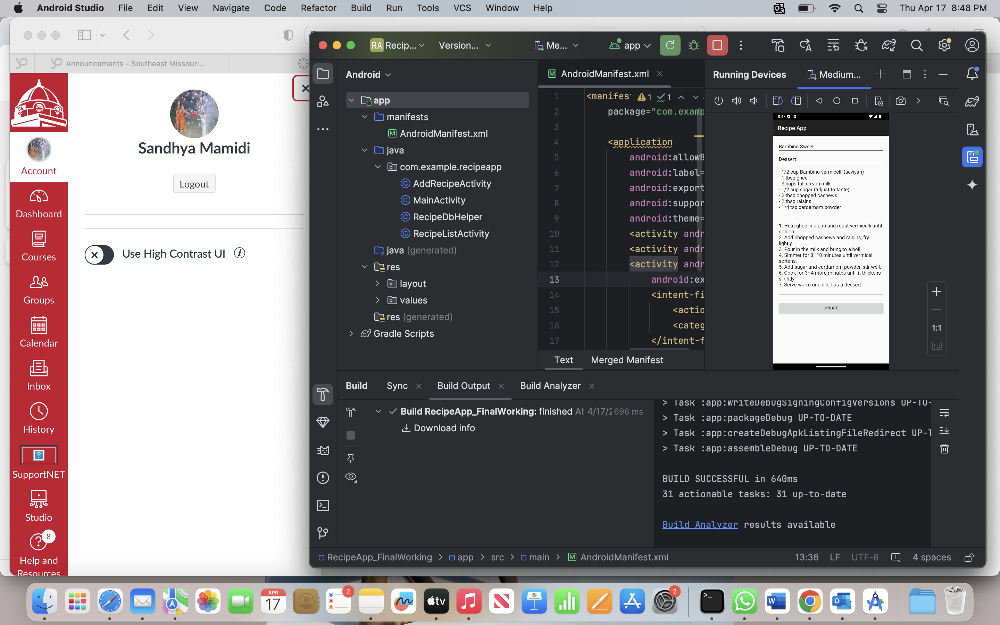 Android Studio File Edit View Navigate Code Refactor Build Run Tools VCS Window Help
Thu Apr 17 8:48 PM
Announcements - Southeast Missouri...
Account
Dashboard
Courses
Groups
Calendar
Inbox
History
SupportNET
Studio
8
Help and
Resources
Sandhya Mamidi
Logout
Use High Contrast UI
RA Recip... Version... Me... app
Android
app
manifests
AndroidManifest.xml
java
com.example.recipeapp
AddRecipeActivity
MainActivity
RecipeDbHelper
RecipeListActivity
java (generated)
res
layout
values
res (generated)
Gradle Scripts
AndroidManifest.xml
1 <manifes 1 1
2 package="com.examp
3
4 <application
5 android:allowB
6 android:label=
7 android:export
8 android:suppor
9 android:theme=
10 <activity andr
11 <activity andr
12 <activity andr
13 android:ex
14 <intent-fi
15 <actio
16 <categ
17 </intent-f
Text Merged Manifest
Running Devices Medium...
8:48
Recipe App
Bambino Sweet
Dessert
- 1/2 cup Bambino vermicelli (seviyan)
- 1 tbsp ghee
- 3 cups full cream milk
- 1/2 cup sugar (adjust to taste)
- 2 tbsp chopped cashews
- 2 tbsp raisins
- 1/4 tsp cardamom powder
1. Heat ghee in a pan and roast vermicelli until
golden.
2. Add chopped cashews and raisins; fry
lightly.
3. Pour in the milk and bring to a boil.
4. Simmer for 8–10 minutes until vermicelli
softens.
5. Add sugar and cardamom powder, stir well.
6. Cook for 3–4 more minutes until it thickens
slightly.
7. Serve warm or chilled as a dessert.
UPDATE
1:1
Build Sync Build Output Build Analyzer
Build RecipeApp_FinalWorking: finished At 4/17/2 696 ms
Download info
> Task :app:writeDebugSigningConfigVersions UP-TO-
> Task :app:packageDebug UP-TO-DATE
> Task :app:createDebugApkListingFileRedirect UP-T
> Task :app:assembleDebug UP-TO-DATE
BUILD SUCCESSFUL in 640ms
31 actionable tasks: 31 up-to-date
Build Analyzer results available
RecipeApp_FinalWorking > app > src > main > AndroidManifest.xml
13:36 LF UTF-8 4 spaces
APR
17
2
tv
2